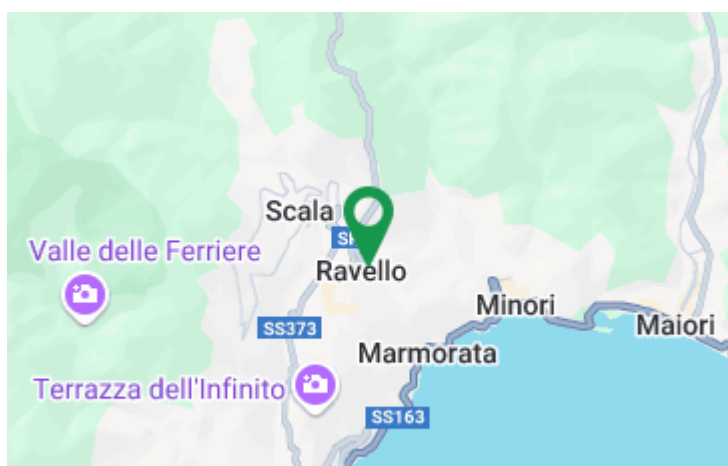 Scala
Valle delle Ferriere
Ravello
Minori
Maiori
SS373
Marmorata
Terrazza dell'Infinito
SS163